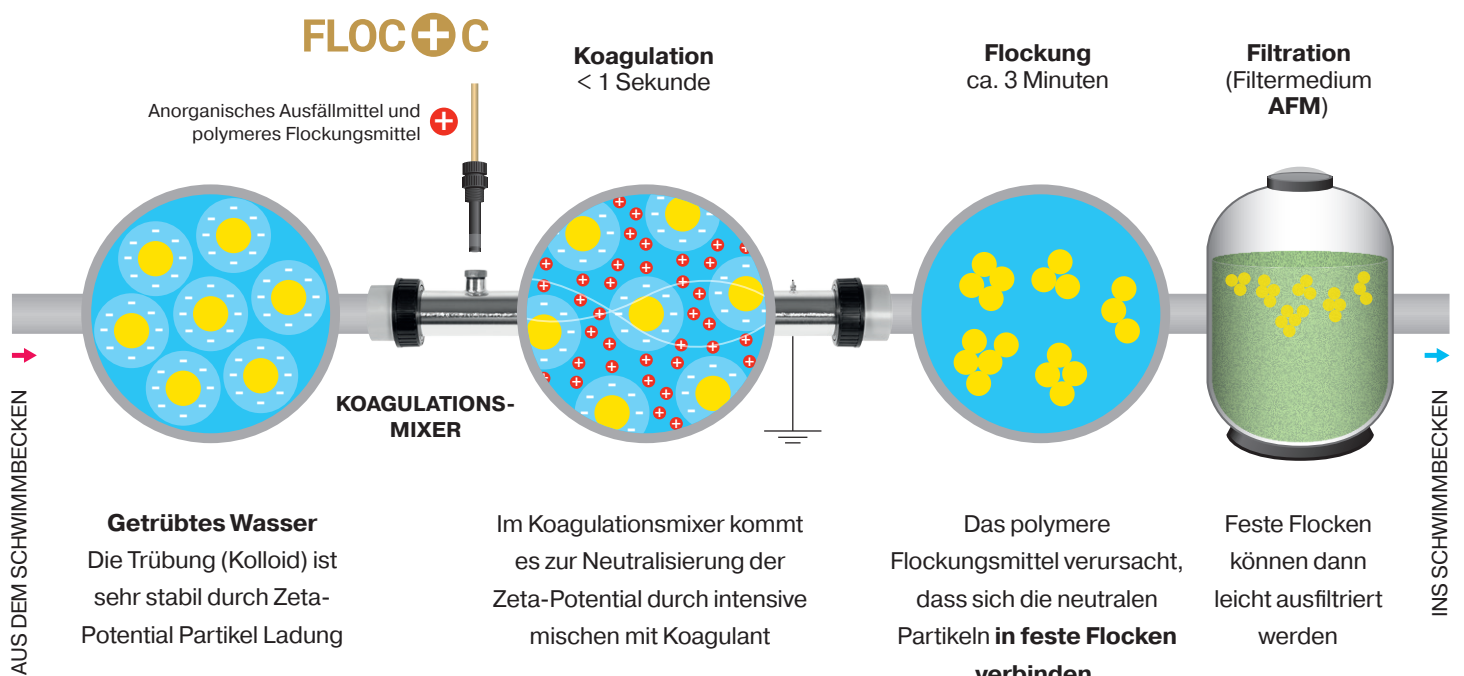 FLOC+C
Anorganisches Ausfällmittel und
polymeres Flockungsmittel
Koagulation
< 1 Sekunde
Flockung
ca. 3 Minuten
Filtration
(Filtermedium
AFM)
KOAGULATIONS-
MIXER
AUS DEM SCHWIMMBECKEN
INS SCHWIMMBECKEN
Getrübtes Wasser
Die Trübung (Kolloid) ist
sehr stabil durch Zeta-
Potential Partikel Ladung
Im Koagulationsmixer kommt
es zur Neutralisierung der
Zeta-Potential durch intensive
mischen mit Koagulant
Das polymere
Flockungsmittel verursacht,
dass sich die neutralen
Partikeln in feste Flocken
verbinden
Feste Flocken
können dann
leicht ausfiltriert
werden